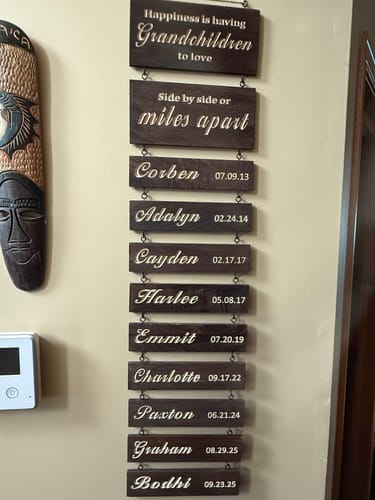 Happiness is having
Grandchildren
to love
Side by side or
miles apart
Corben 07.09.13
Adalyn 02.24.14
Cayden 02.17.17
Harlee 05.08.17
Emmit 07.20.19
Charlotte 09.17.22
Paxton 06.21.24
Graham 08.29.25
Bodhi 09.23.25